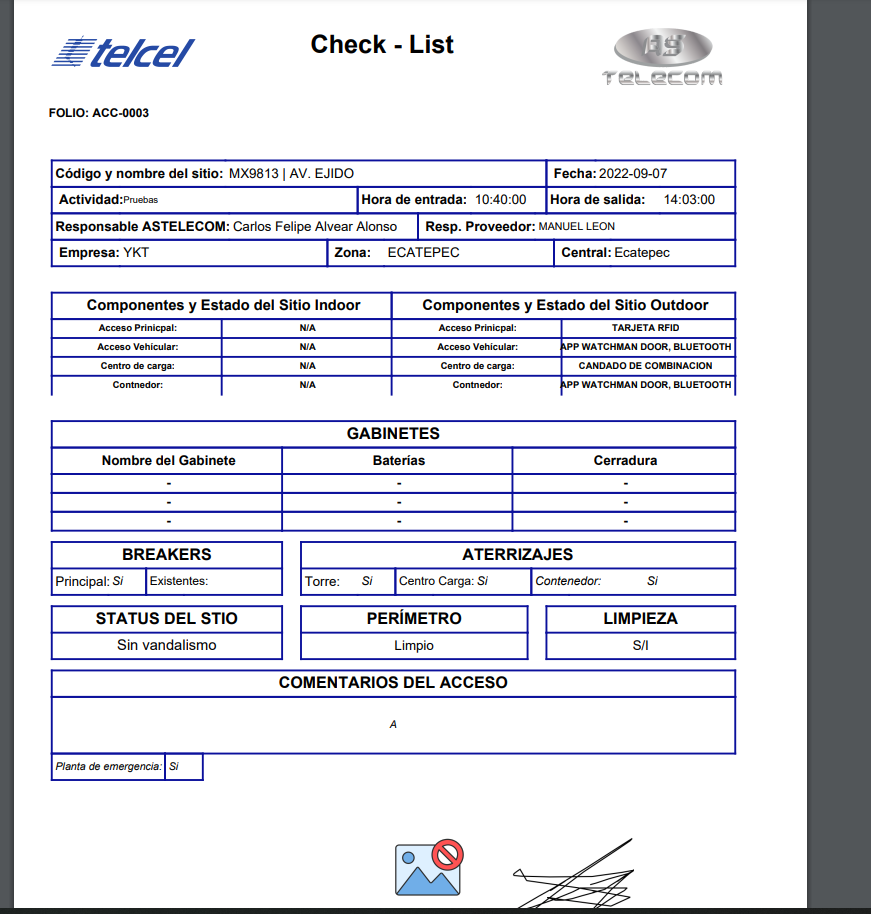 telcel
Check - List
AS
TELECOM
FOLIO: ACC-0003
Código y nombre del sitio: MX9813 | AV. EJIDO Fecha: 2022-09-07
Actividad: Pruebas Hora de entrada: 10:40:00 Hora de salida: 14:03:00
Responsable ASTELECOM: Carlos Felipe Alvear Alonso Resp. Proveedor: MANUEL LEON
Empresa: YKT Zona: ECATEPEC Central: Ecatepec
Componentes y Estado del Sitio Indoor Componentes y Estado del Sitio Outdoor
Acceso Prinicpal: N/A Acceso Prinicpal: TARJETA RFID
Acceso Vehícular: N/A Acceso Vehícular: APP WATCHMAN DOOR, BLUETOOTH
Centro de carga: N/A Centro de carga: CANDADO DE COMBINACION
Contnedor: N/A Contnedor: APP WATCHMAN DOOR, BLUETOOTH
GABINETES
Nombre del Gabinete Baterías Cerradura
- - -
- - -
- - -
BREAKERS ATERRIZAJES
Principal: Si Existentes: Torre: Si Centro Carga: Si Contenedor: Si
STATUS DEL STIO PERÍMETRO LIMPIEZA
Sin vandalismo Limpio S/I
COMENTARIOS DEL ACCESO
A
Planta de emergencia: Si